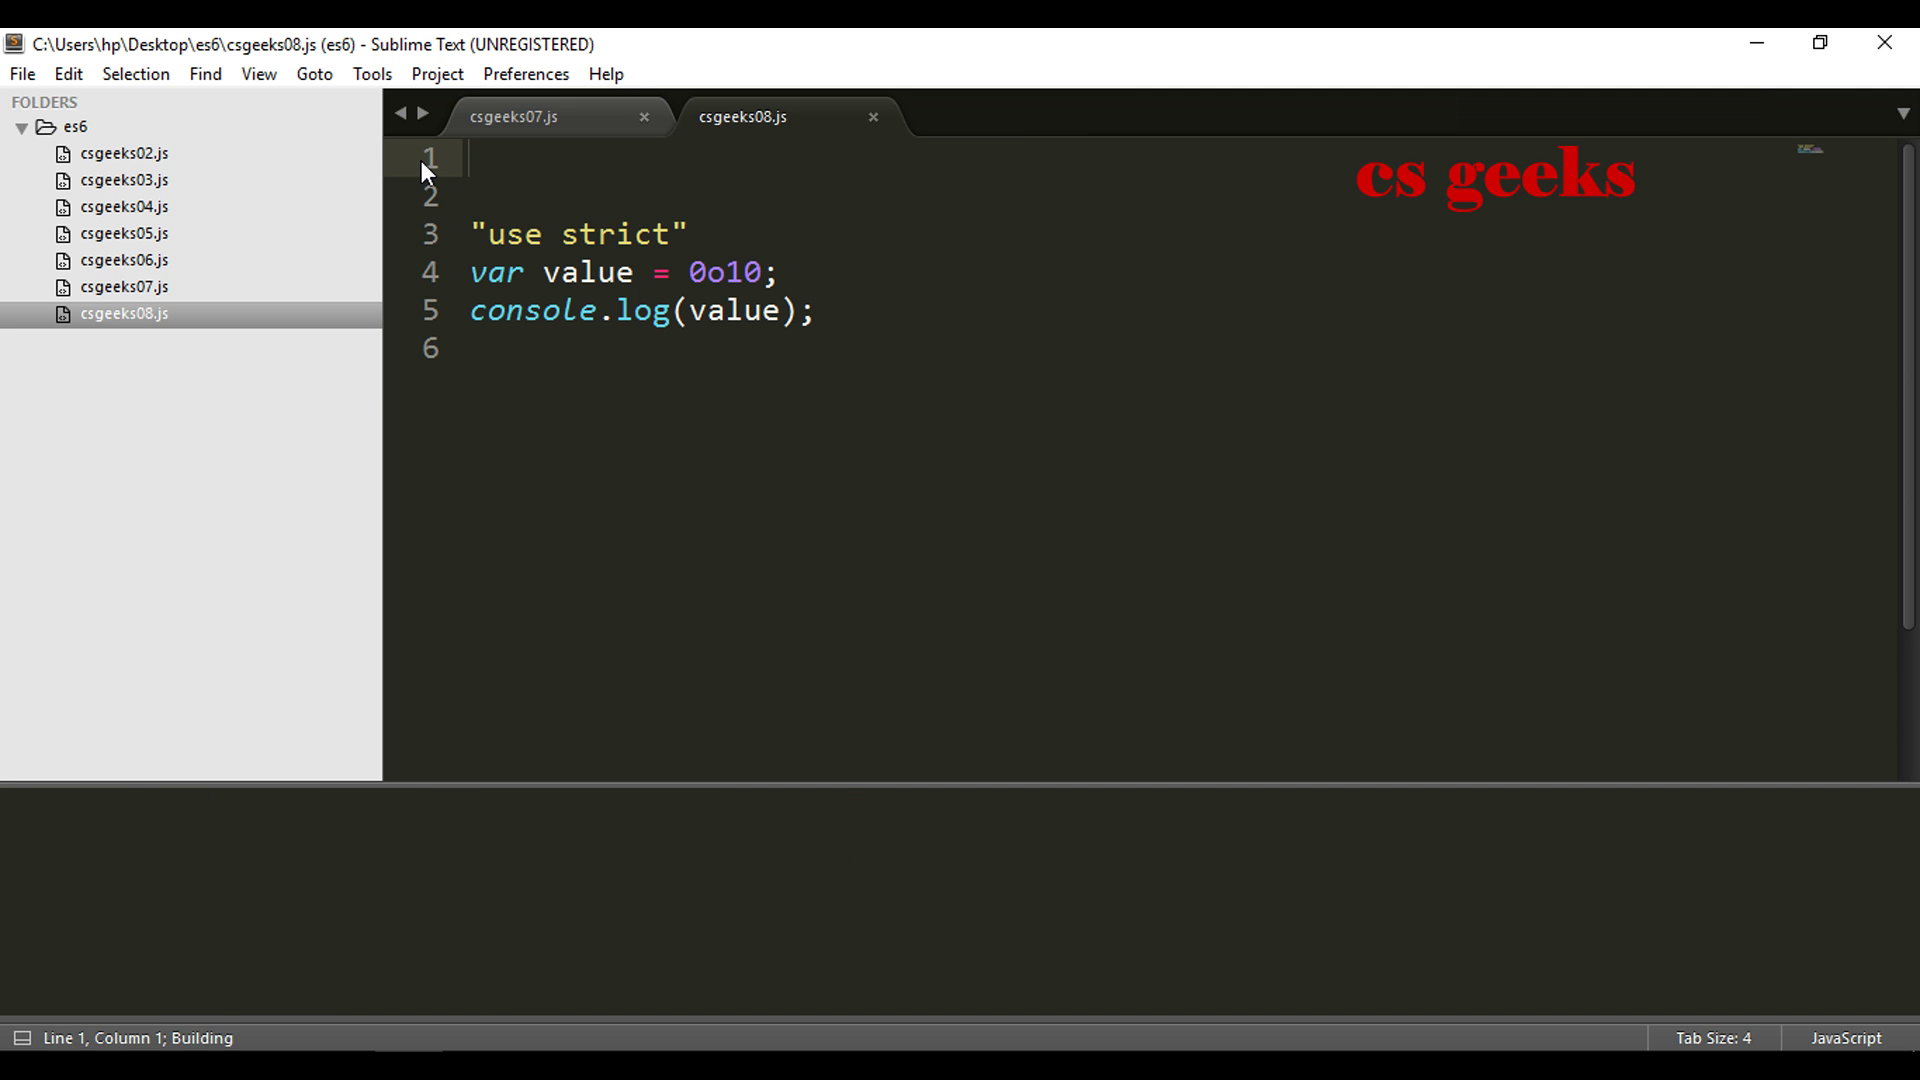 C:\Users\hp\Desktop\es6\csgeeks08.js (es6) - Sublime Text (UNREGISTERED)
File Edit Selection Find View Goto Tools Project Preferences Help
FOLDERS
es6
csgeeks02.js
csgeeks03.js
csgeeks04.js
csgeeks05.js
csgeeks06.js
csgeeks07.js
csgeeks08.js
csgeeks07.js × csgeeks08.js ×
cs geeks
1
2
3 "use strict"
4 var value = 0o10;
5 console.log(value);
6
Line 1, Column 1; Building
Tab Size: 4 JavaScript